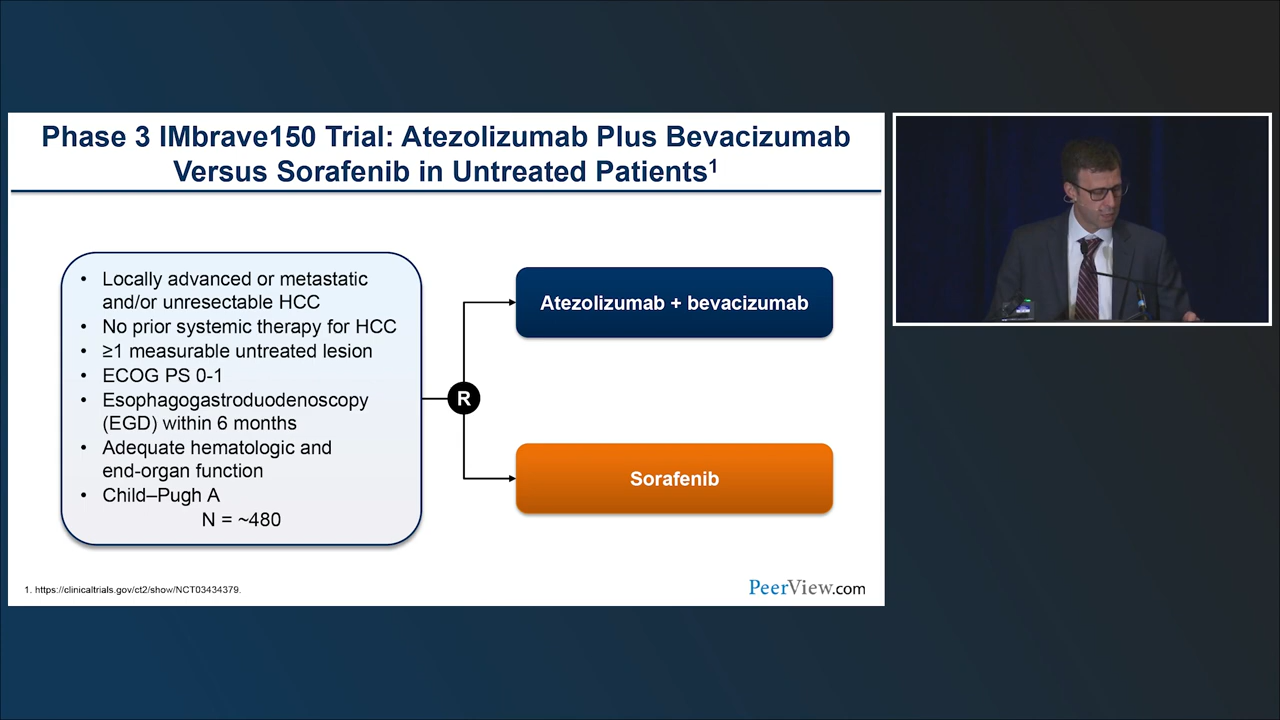 Phase 3 IMbrave150 Trial: Atezolizumab Plus Bevacizumab
Versus Sorafenib in Untreated Patients1
• Locally advanced or metastatic
and/or unresectable HCC
• No prior systemic therapy for HCC
• ≥1 measurable untreated lesion
• ECOG PS 0-1
• Esophagogastroduodenoscopy
(EGD) within 6 months
• Adequate hematologic and
end-organ function
• Child–Pugh A
N = ~480
R
Atezolizumab + bevacizumab
Sorafenib
1. https://clinicaltrials.gov/ct2/show/NCT03434379.
PeerView.com